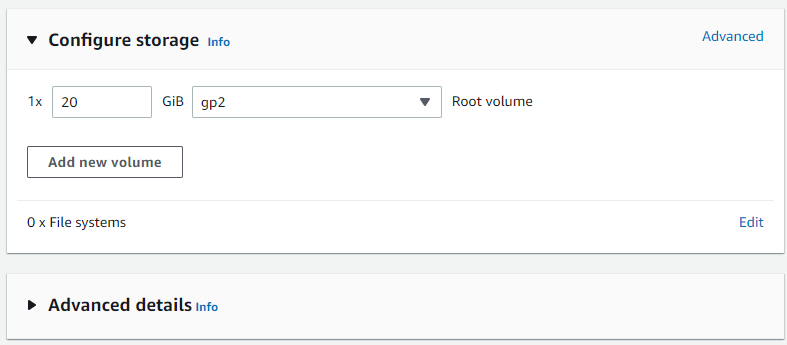 Configure storage Info Advanced
1x 20 GiB gp2 Root volume
Add new volume
0 x File systems Edit
Advanced details Info